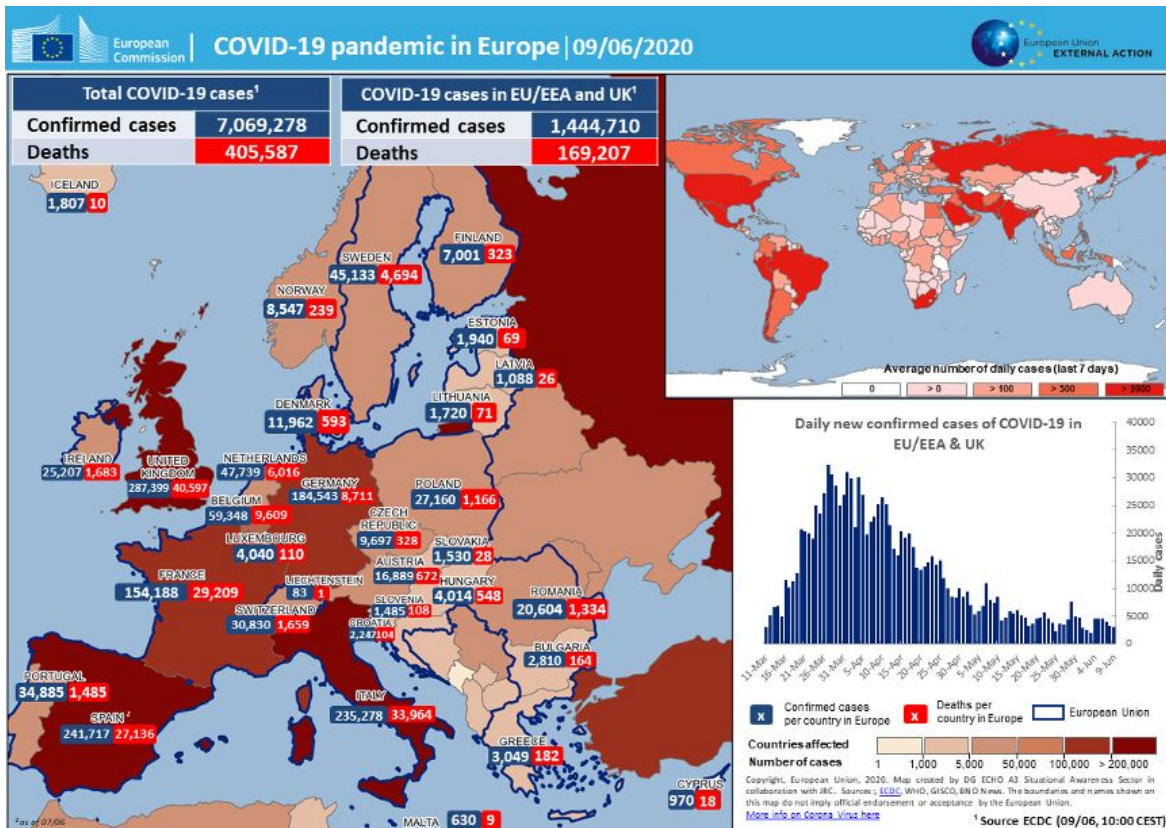 European
Commission
COVID-19 pandemic in Europe | 09/06/2020
European Union
EXTERNAL ACTION
Total COVID-19 cases¹
Confirmed cases 7,069,278
Deaths 405,587
COVID-19 cases in EU/EEA and UK¹
Confirmed cases 1,444,710
Deaths 169,207
ICELAND
1,807 10
FINLAND
7,001 323
SWEDEN
45,133 4,694
NORWAY
8,547 239
ESTONIA
1,940 69
LATVIA
1,088 26
LITHUANIA
1,720 71
DENMARK
11,962 593
IRELAND
25,207 1,683
UNITED
KINGDOM
287,399 40,597
NETHERLANDS
47,739 6,016
GERMANY
184,543 8,711
POLAND
27,160 1,166
BELGIUM
59,348 9,609
CZECH
REPUBLIC
9,697 328
LUXEMBOURG
4,040 110
SLOVAKIA
1,530 28
AUSTRIA
16,889 672
FRANCE
154,188 29,209
LIECHTENSTEIN
83 1
HUNGARY
4,014 548
ROMANIA
20,604 1,334
SLOVENIA
1,485 108
SWITZERLAND
30,830 1,659
CROATIA
2,247 104
BULGARIA
2,810 164
PORTUGAL
34,885 1,485
SPAIN ²
241,717 27,136
ITALY
235,278 33,964
GREECE
3,049 182
CYPRUS
970 18
MALTA 630 9
² as of 07/06
Average number of daily cases (last 7 days)
0 > 0 > 100 > 500 > 2000
Daily new confirmed cases of COVID-19 in
EU/EEA & UK
40000
35000
30000
25000
20000
15000
10000
5000
0
Daily cases
11-Mar
16-Mar
21-Mar
26-Mar
31-Mar
5-Apr
10-Apr
15-Apr
20-Apr
25-Apr
30-Apr
5-May
10-May
15-May
20-May
25-May
30-May
4-Jun
9-Jun
x Confirmed cases
per country in Europe
x Deaths per
country in Europe
European Union
Countries affected
Number of cases 1 1,000 5,000 50,000 100,000 > 200,000
Copyright, European Union, 2020. Map created by DG ECHO A3 Situational Awareness Sector in
collaboration with JRC. Sources: ECDC, WHO, GISCO, BNO News. The boundaries and names shown on
this map do not imply official endorsement or acceptance by the European Union.
More info on Corona Virus here
¹ Source ECDC (09/06, 10:00 CEST)